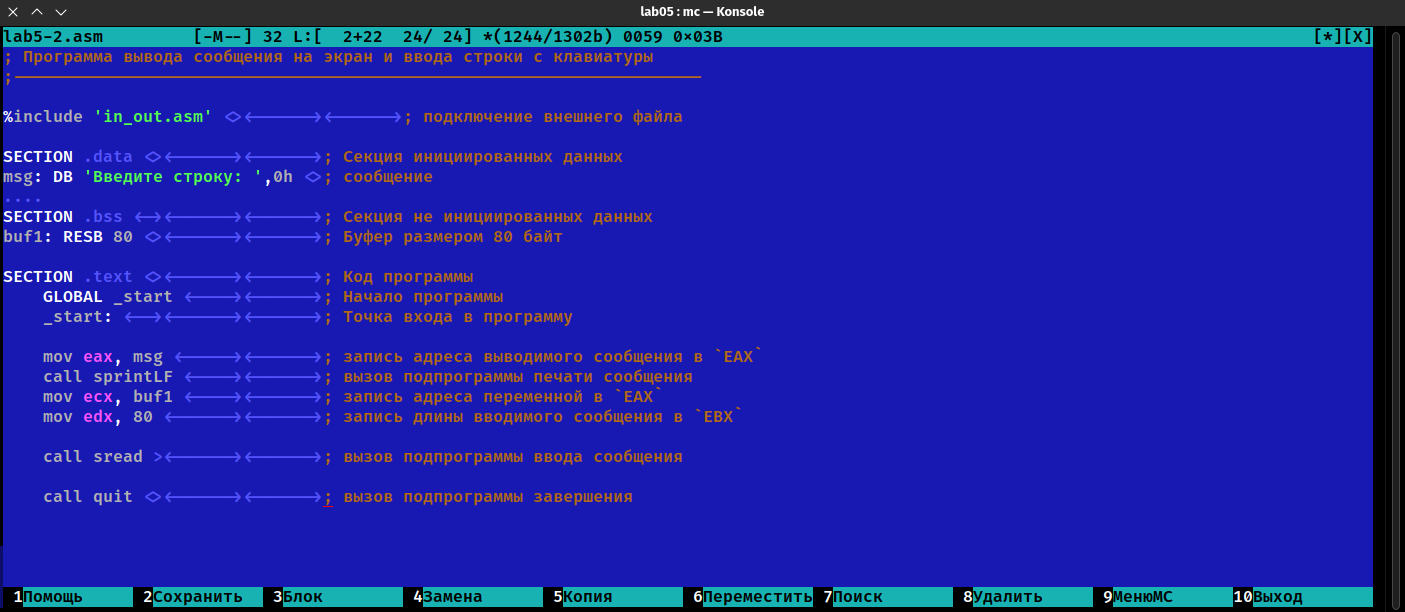 lab05 : mc — Konsole
lab5-2.asm [-M--] 32 L:[ 2+22 24/ 24] *(1244/1302b) 0059 0x03B [*][X]
; Программа вывода сообщения на экран и ввода строки с клавиатуры
;---------------------------------------------------------------------
%include 'in_out.asm' <><------><------>; подключение внешнего файла
SECTION .data <><------><------>; Секция инициированных данных
msg: DB 'Введите строку: ',0h <>; сообщение
....
SECTION .bss <--><------><------>; Секция не инициированных данных
buf1: RESB 80 <><------><------>; Буфер размером 80 байт
SECTION .text <><------><------>; Код программы
GLOBAL _start <------><------>; Начало программы
_start: <--><------><------>; Точка входа в программу
mov eax, msg <------><------>; запись адреса выводимого сообщения в `EAX`
call sprintLF <------><------>; вызов подпрограммы печати сообщения
mov ecx, buf1 <------><------>; запись адреса переменной в `EAX`
mov edx, 80 <------><------>; запись длины вводимого сообщения в `EBX`
call sread ><------><------>; вызов подпрограммы ввода сообщения
call quit <><------><------>; вызов подпрограммы завершения
1Помощь 2Сохранить 3Блок 4Замена 5Копия 6Переместить 7Поиск 8Удалить 9МенюМС 10Выход